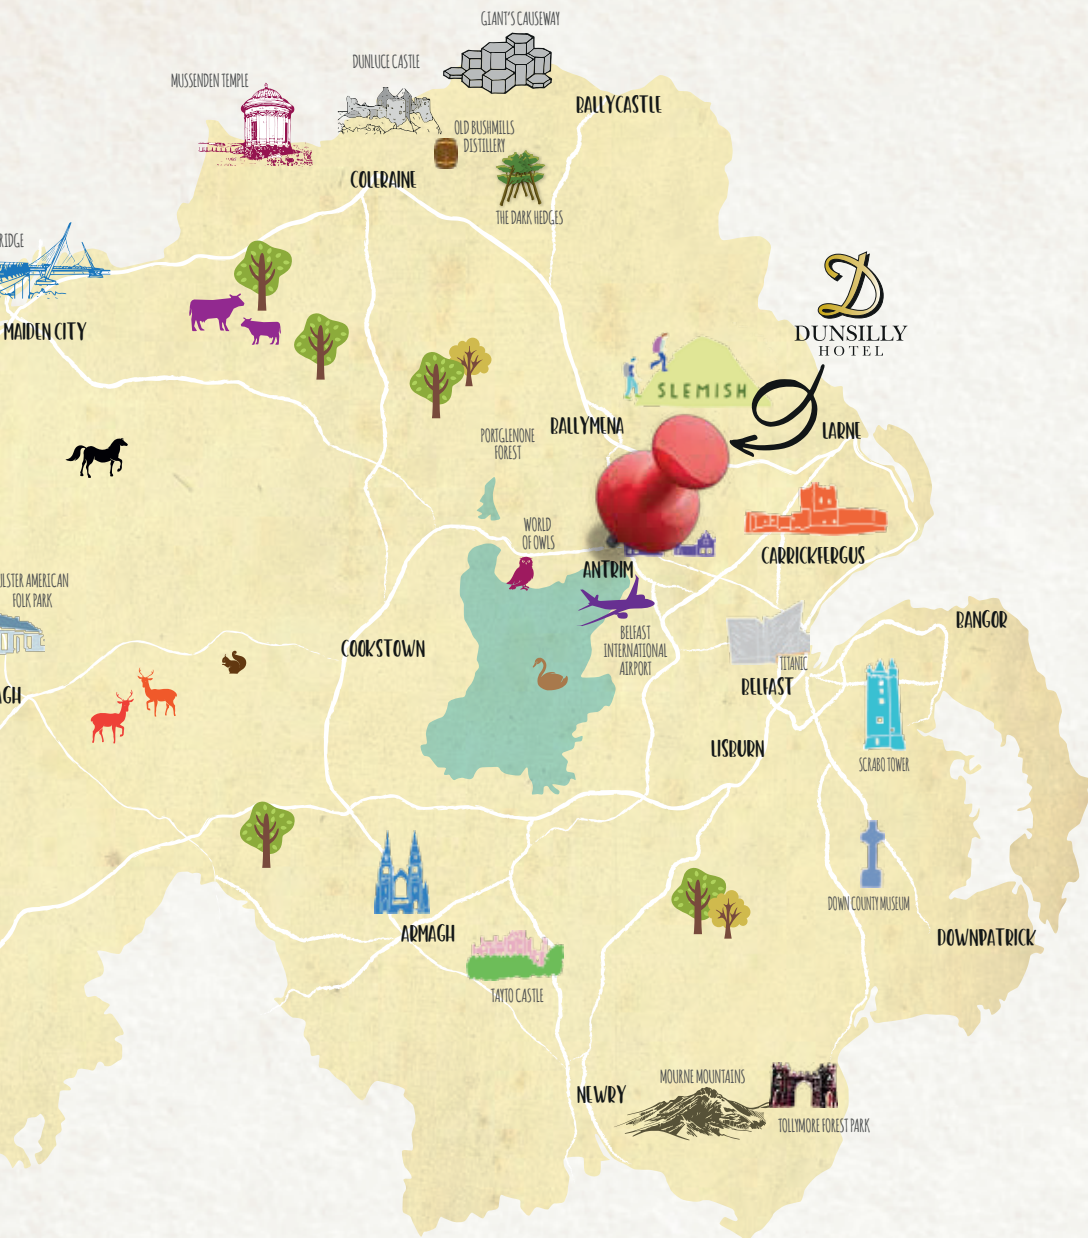 GIANT'S CAUSEWAY
DUNLUCE CASTLE
MUSSENDEN TEMPLE
BALLYCASTLE
OLD BUSHMILLS
DISTILLERY
COLERAINE
THE DARK HEDGES
RIDGE
MAIDEN CITY
D
DUNSILLY
HOTEL
SLEMISH
BALLYMENA
LARNE
PORTGLENONE
FOREST
WORLD
OF OWLS
CARRICKFERGUS
ANTRIM
ULSTER AMERICAN
FOLK PARK
BELFAST
INTERNATIONAL
AIRPORT
BANGOR
COOKSTOWN
TITANIC
BELFAST
AGH
LISBURN
SCRABO TOWER
DOWN COUNTY MUSEUM
ARMAGH
DOWNPATRICK
TAYTO CASTLE
MOURNE MOUNTAINS
NEWRY
TOLLYMORE FOREST PARK